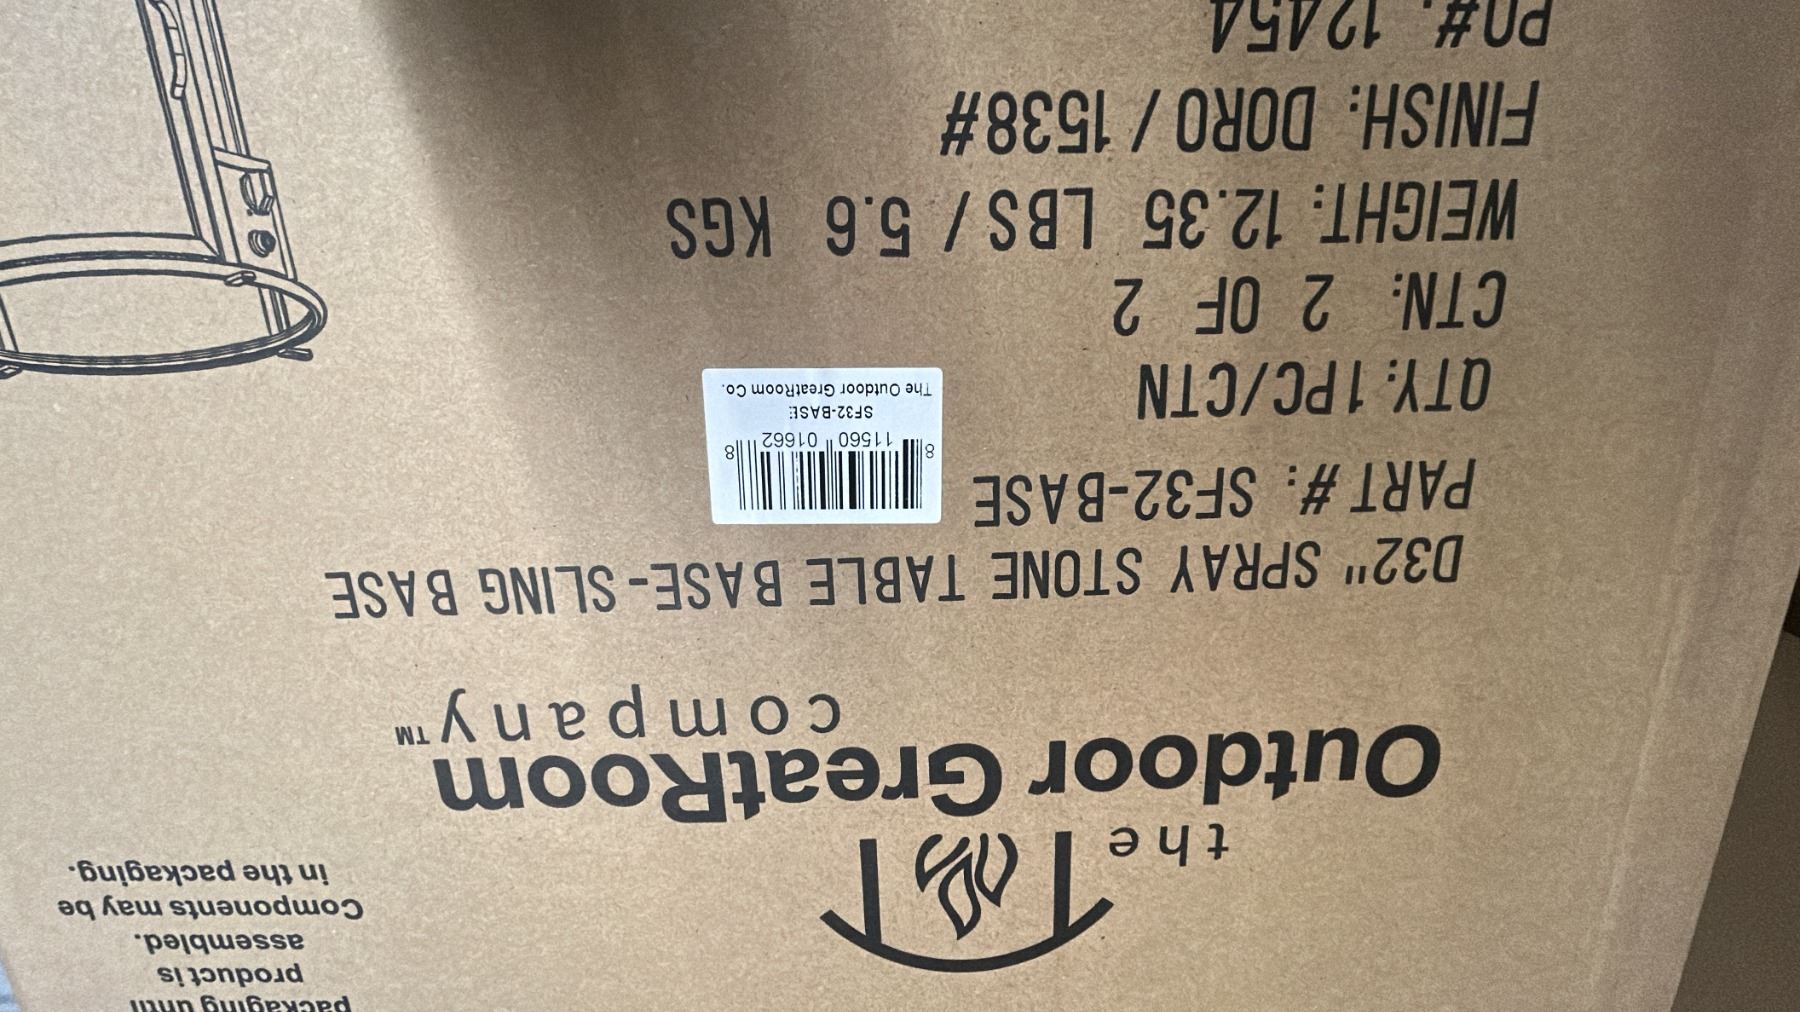 packaging until
product is
assembled.
Components may be
in the packaging.
the
Outdoor GreatRoom
company™
D32" SPRAY STONE TABLE BASE-SLING BASE
PART #: SF32-BASE
QTY: 1PC/CTN
CTN: 2 OF 2
WEIGHT: 12.35 LBS / 5.6 KGS
FINISH: DORO / 1538#
PO#: 12454
8 11560 01662 8
SF32-BASE
The Outdoor GreatRoom Co.